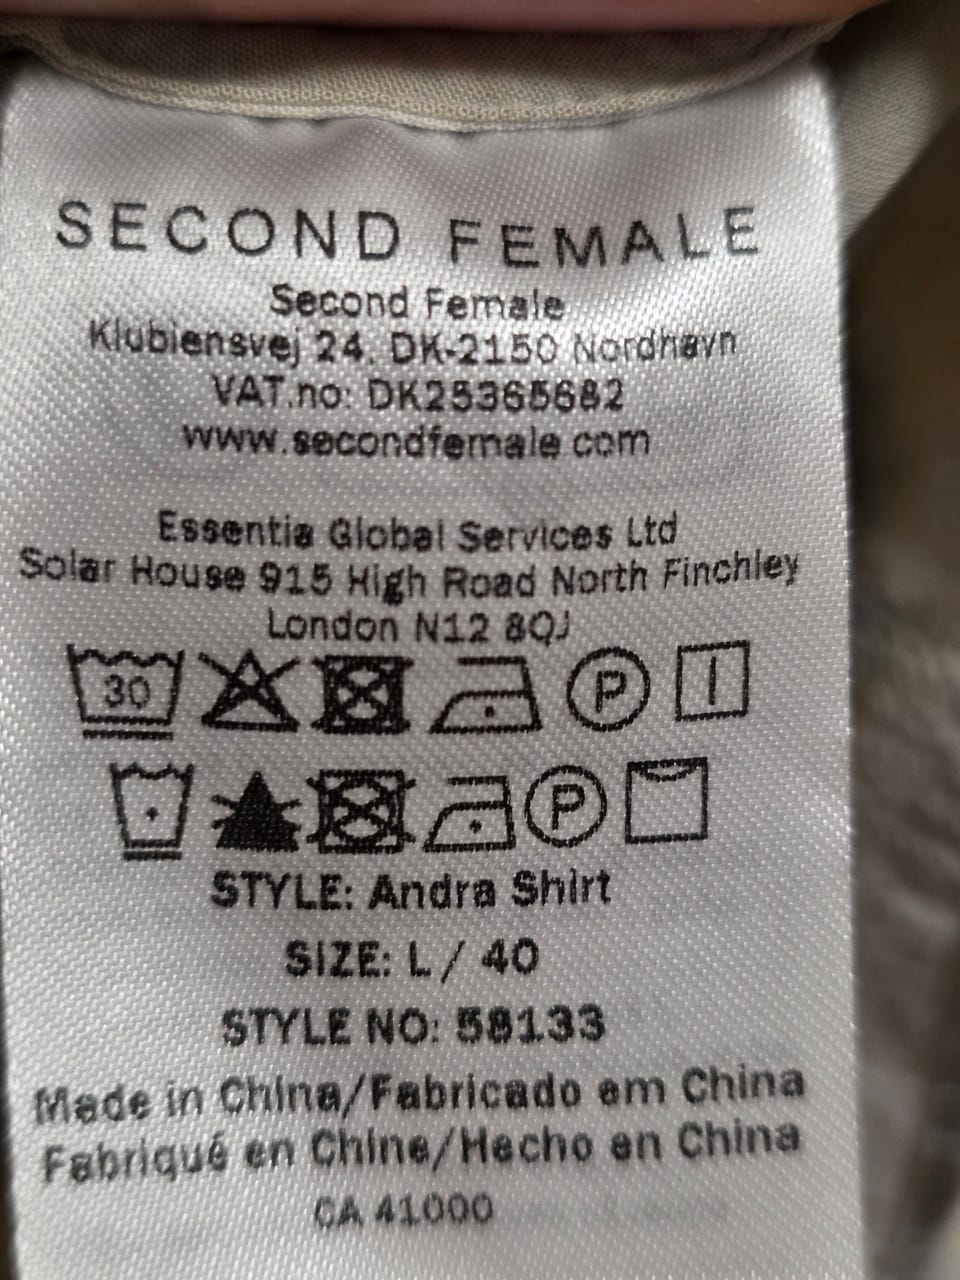 SECOND FEMALE
Second Female
Klubiensvej 24, DK-2150 Nordhavn
VAT.no: DK25365682
www.secondfemale.com
Essentia Global Services Ltd
Solar House 915 High Road North Finchley
London N12 8QJ
30 P
P
STYLE: Andra Shirt
SIZE: L / 40
STYLE NO: 58133
Made in China/Fabricado em China
Fabriqué en Chine/Hecho en China
CA 41000